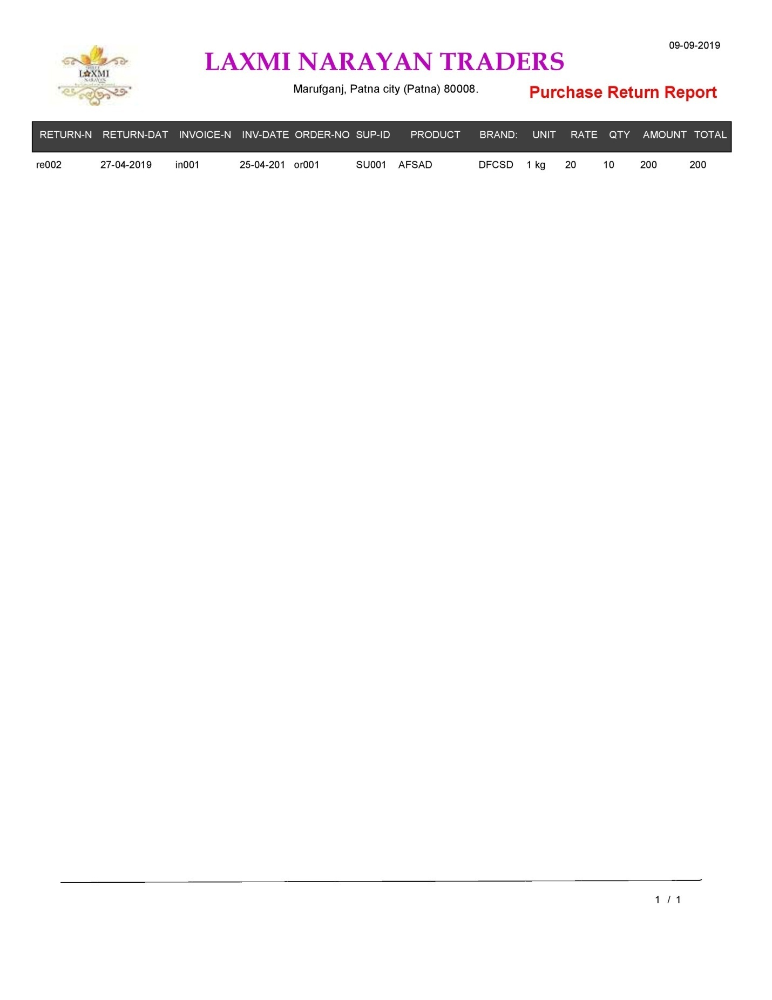 09-09-2019
LAXMI NARAYAN TRADERS
SHREE
LAXMI
NARAYAN
Marufganj, Patna city (Patna) 80008.
Purchase Return Report
RETURN-N RETURN-DAT INVOICE-N INV-DATE ORDER-NO SUP-ID PRODUCT BRAND: UNIT RATE QTY AMOUNT TOTAL
re002 27-04-2019 in001 25-04-201 or001 SU001 AFSAD DFCSD 1 kg 20 10 200 200
1 / 1